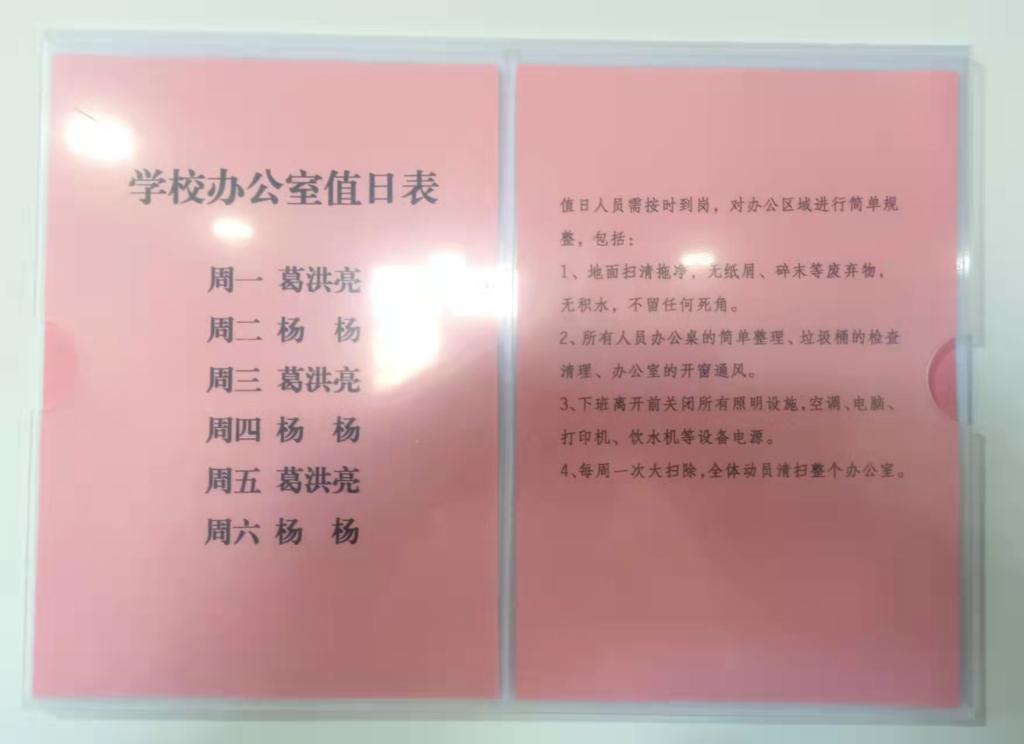 学校办公室值日表
周一 葛洪亮
周二 杨 杨
周三 葛洪亮
周四 杨 杨
周五 葛洪亮
周六 杨 杨
值日人员需按时到岗，对办公区域进行简单规
整，包括：
1、地面扫清拖净，无纸屑、碎末等废弃物，
无积水，不留任何死角。
2、所有人员办公桌的简单整理、垃圾桶的检查
清理、办公室的开窗通风。
3、下班离开前关闭所有照明设施，空调、电脑、
打印机、饮水机等设备电源。
4、每周一次大扫除，全体动员清扫整个办公室。